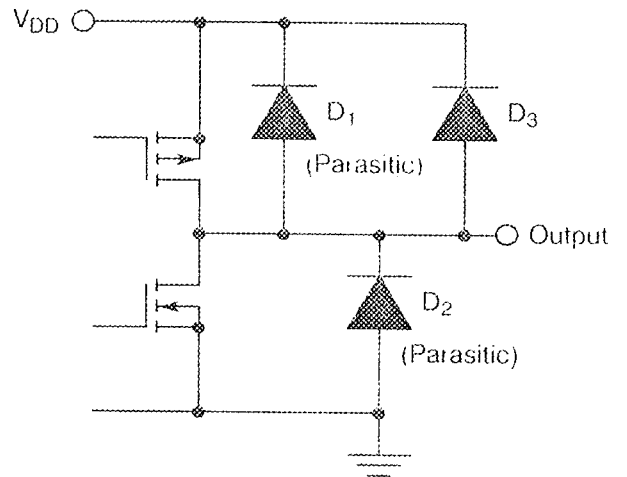 VDD
D1
(Parasitic)
D3
Output
D2
(Parasitic)